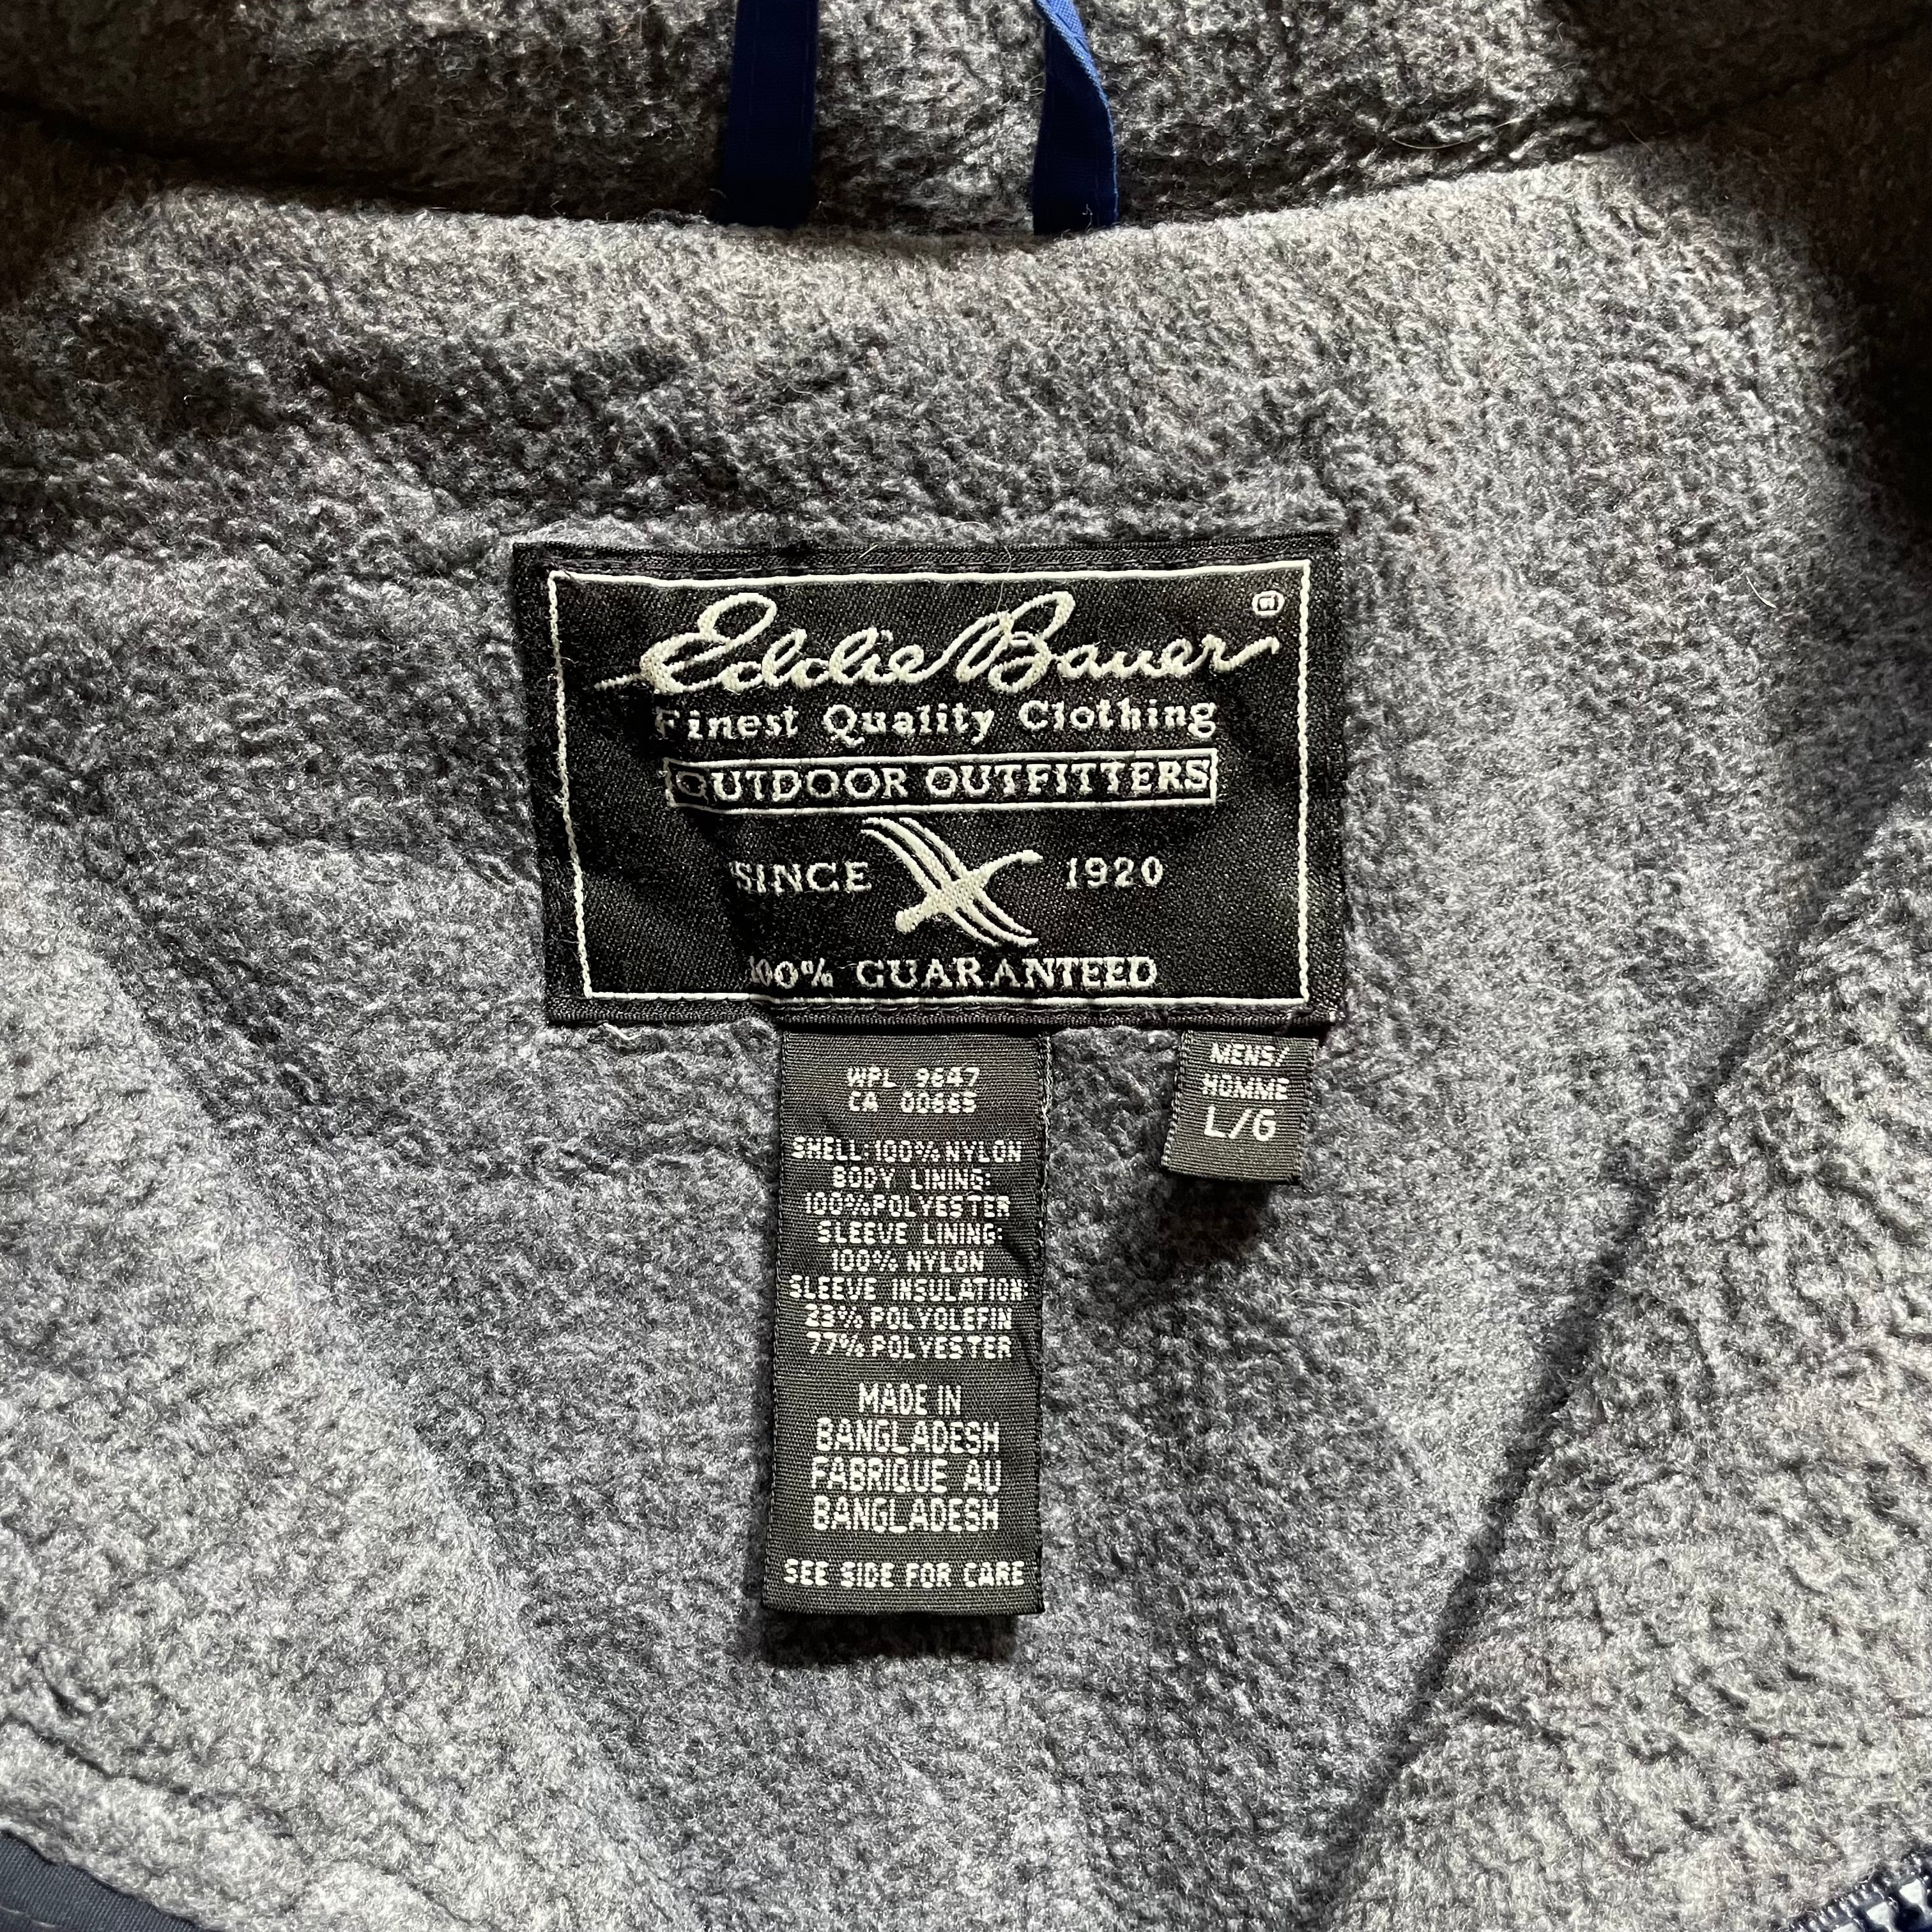 Eddie Bauer®
Finest Quality Clothing
OUTDOOR OUTFITTERS
SINCE 1920
100% GUARANTEED
MENS/
HOMME
L/G
WPL 9647
CA
SHELL: 100% NYLON
BODY LINING:
100% POLYESTER
SLEEVE LINING:
100% NYLON
SLEEVE INSULATION
23% POLYOLEFIN
77% POLYESTER
MADE IN
BANGLADESH
FABRIQUE AU
BANGLADESH
SEE SIDE FOR CARE